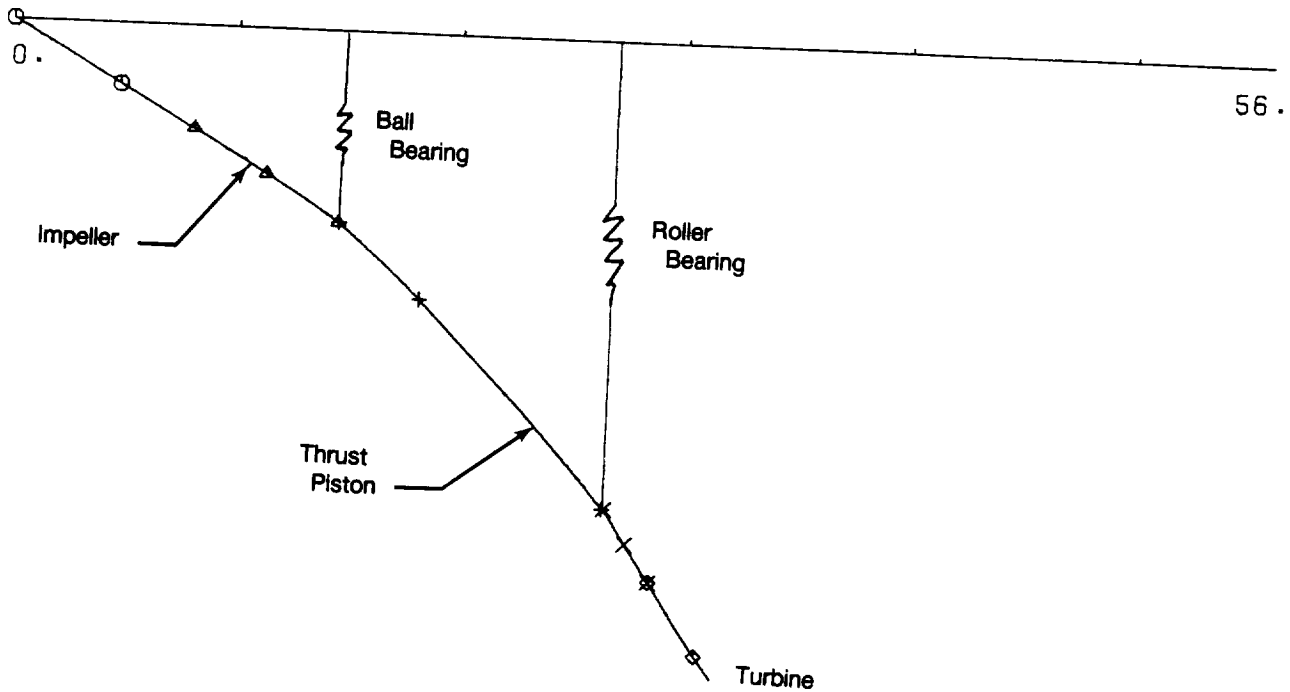 0.
56.
Ball
Bearing
Impeller
Roller
Bearing
Thrust
Piston
Turbine